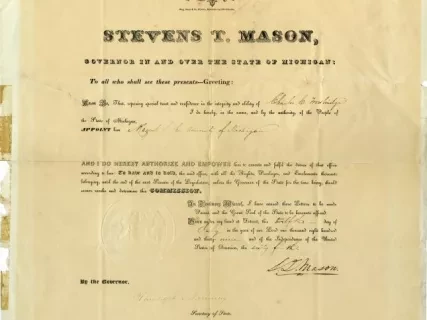 STEVENS T. MASON,
GOVERNOR IN AND OVER THE STATE OF MICHIGAN:
To all who shall see these presents—Greeting:
Know Ye, That reposing special trust and confidence in the integrity and ability of Charles C. Trowbridge
I do hereby, in the name, and by the authority of the People of
the State of Michigan,
APPOINT him
AND I DO HEREBY AUTHORIZE AND EMPOWER him to execute and fulfil the duties of that office
according to law: To have and to hold, the said office, with all the Rights, Privileges, and Emoluments thereunto
belonging, until the end of the next Session of the Legislature, unless the Governor of the State for the time being, should
sooner revoke and determine this COMMISSION.
In Testimony Whereof, I have caused these Letters to be made
Patent and the Great Seal of the State to be hereunto affixed.
Given under my hand at Detroit, this day of
July in the year of our Lord one thousand eight hundred
and thirty and of the Independence of the United
States of America, the sixty
S. T. Mason
By the Governor,
Secretary of State.